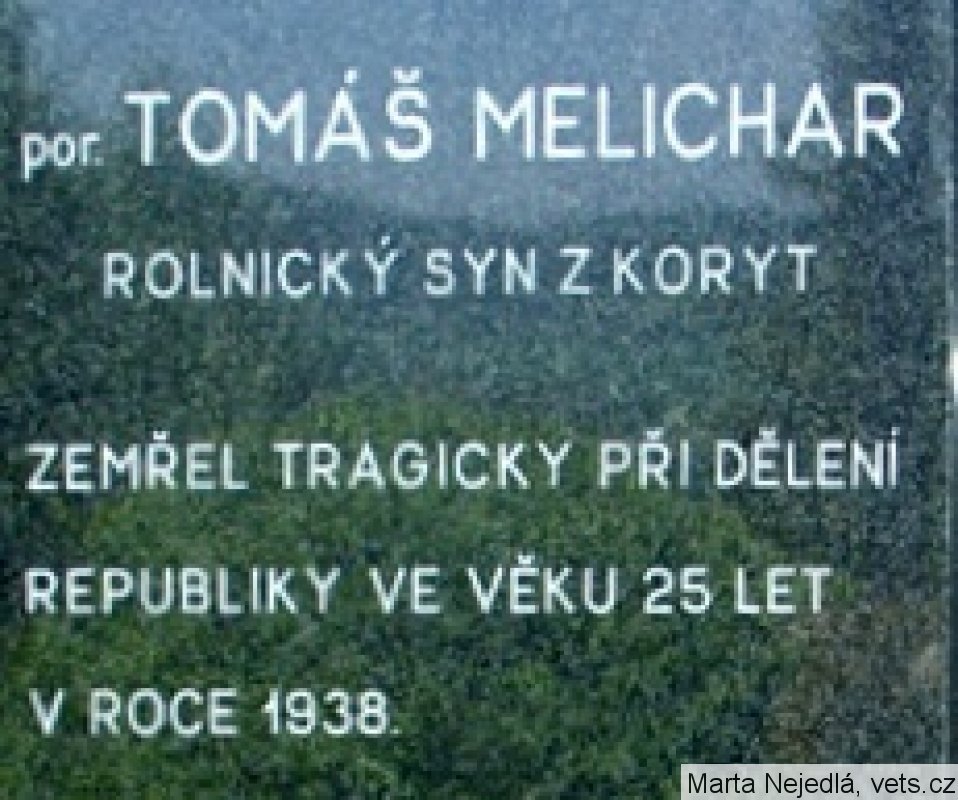 por. TOMÁŠ MELICHAR
ROLNICKÝ SYN Z KORYT
ZEMŘEL TRAGICKY PŘI DĚLENÍ
REPUBLIKY VE VĚKU 25 LET
V ROCE 1938.
Marta Nejedlá, vets.cz